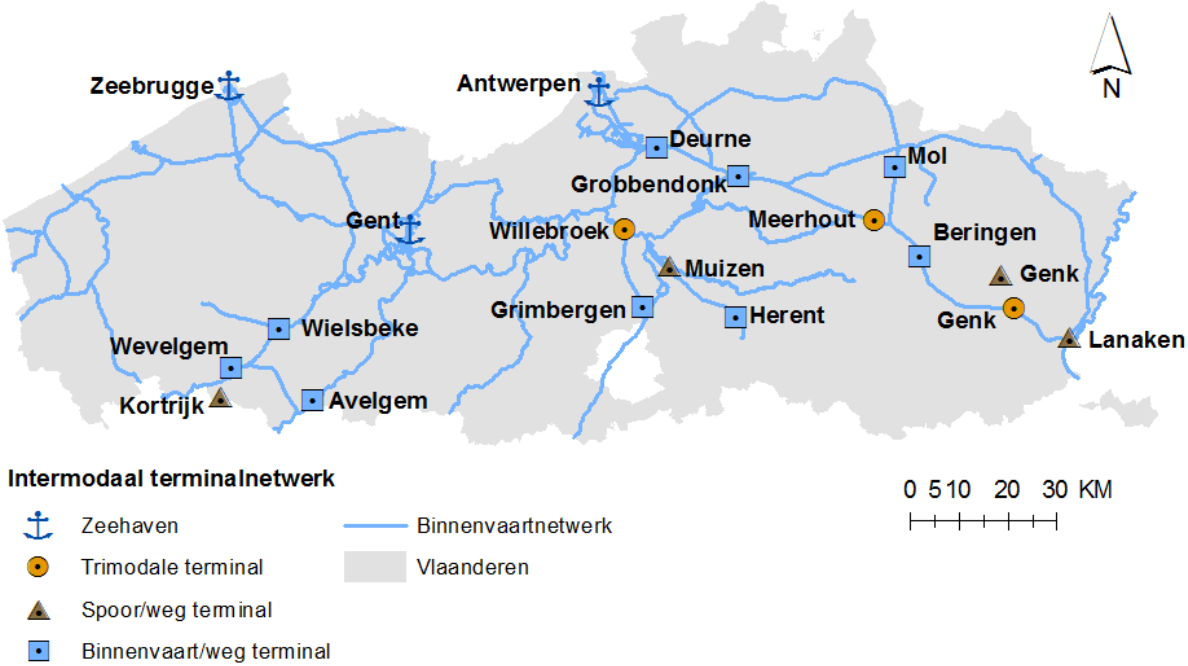 Zeebrugge
Antwerpen
N
Deurne
Mol
Grobbendonk
Gent
Willebroek
Meerhout
Beringen
Muizen
Genk
Grimbergen
Herent
Genk
Wielsbeke
Lanaken
Wevelgem
Kortrijk
Avelgem
Intermodaal terminalnetwerk
0 5 10 20 30 KM
Zeehaven
Binnenvaartnetwerk
Trimodale terminal
Vlaanderen
Spoor/weg terminal
Binnenvaart/weg terminal